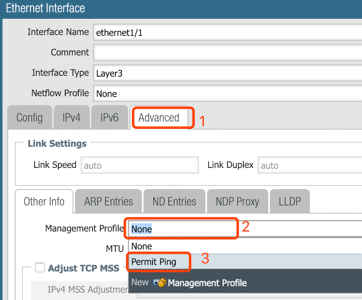 Ethernet Interface
Interface Name ethernet1/1
Comment
Interface Type Layer3
Netflow Profile None
Config IPv4 IPv6 Advanced 1
Link Settings
Link Speed auto Link Duplex auto
Other Info ARP Entries ND Entries NDP Proxy LLDP
Management Profile None 2
MTU None
Adjust TCP MSS Permit Ping 3
IPv4 MSS Adjustment New Management Profile